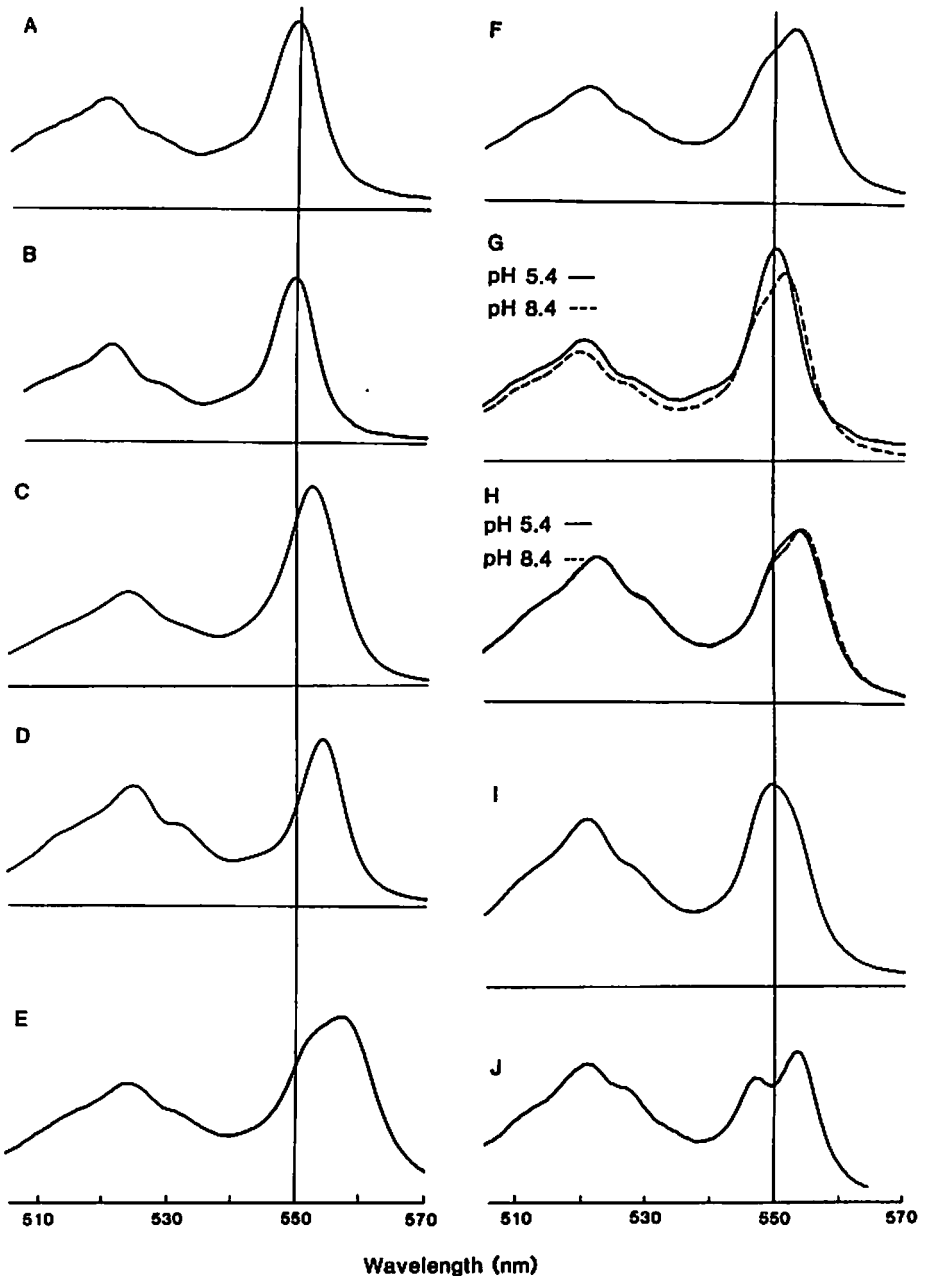 A
B
C
D
E
510 530 550 570
F
G
pH 5.4 —
pH 8.4 ---
H
pH 5.4 —
pH 8.4 ---
I
J
510 530 550 570
Wavelength (nm)